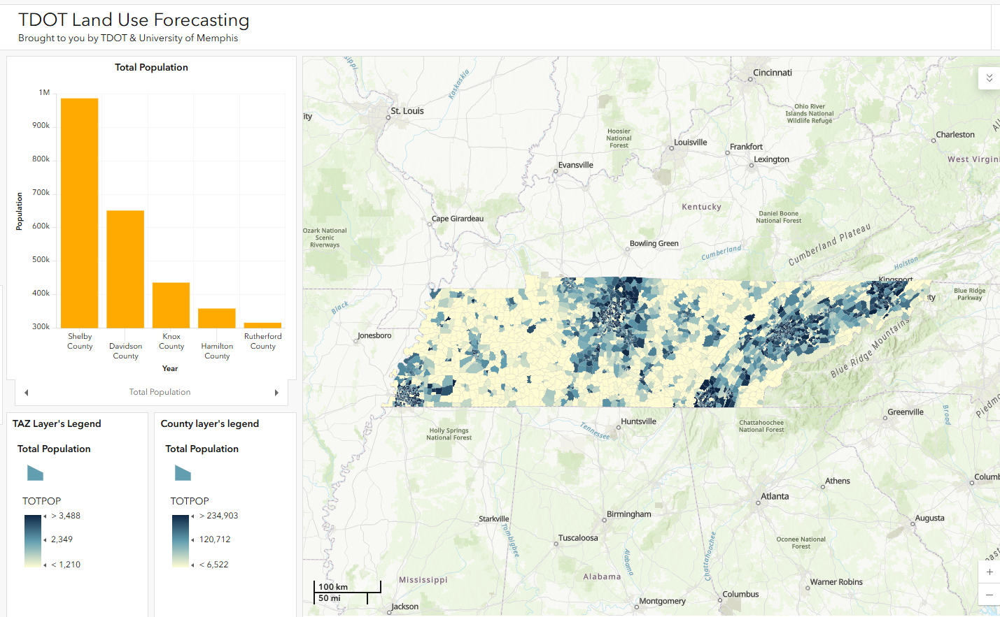 TDOT Land Use Forecasting
Brought to you by TDOT & University of Memphis
Total Population
1M
900k
800k
700k
600k
500k
400k
300k
Population
Shelby
County
Davidson
County
Knox
County
Hamilton
County
Rutherford
County
Year
Total Population
TAZ Layer's Legend
Total Population
TOTPOP
> 3,488
2,349
< 1,210
County layer's legend
Total Population
TOTPOP
> 234,903
120,712
< 6,522
Kaskaskia
Cincinnati
St. Louis
Ohio River
Islands National
Wildlife Refuge
Hoosier
National
Forest
Louisville
Frankfort
Lexington
Charleston
West Virgini
Evansville
Kentucky
Daniel Boone
National Forest
Cape Girardeau
Ozark National
Scenic
Riverways
Bowling Green
Cumberland
Cumberland Plateau
Holston
Kingsport
Blue Ridge
Parkway
Black
Jonesboro
Blue Ridge Mountains
Holly Springs
National Forest
Tennessee
Huntsville
Chattahoochee
National Forest
Greenville
Broad
Piedmo
Athens
Columb
Atlanta
Starkville
Birmingham
Augusta
Tuscaloosa
Tombigbee
Alabama
Chattahoochee
Oconee National
Forest
Mississippi
Alabama
Warner Robins
100 km
50 mi
Jackson
Montgomery
Columbus